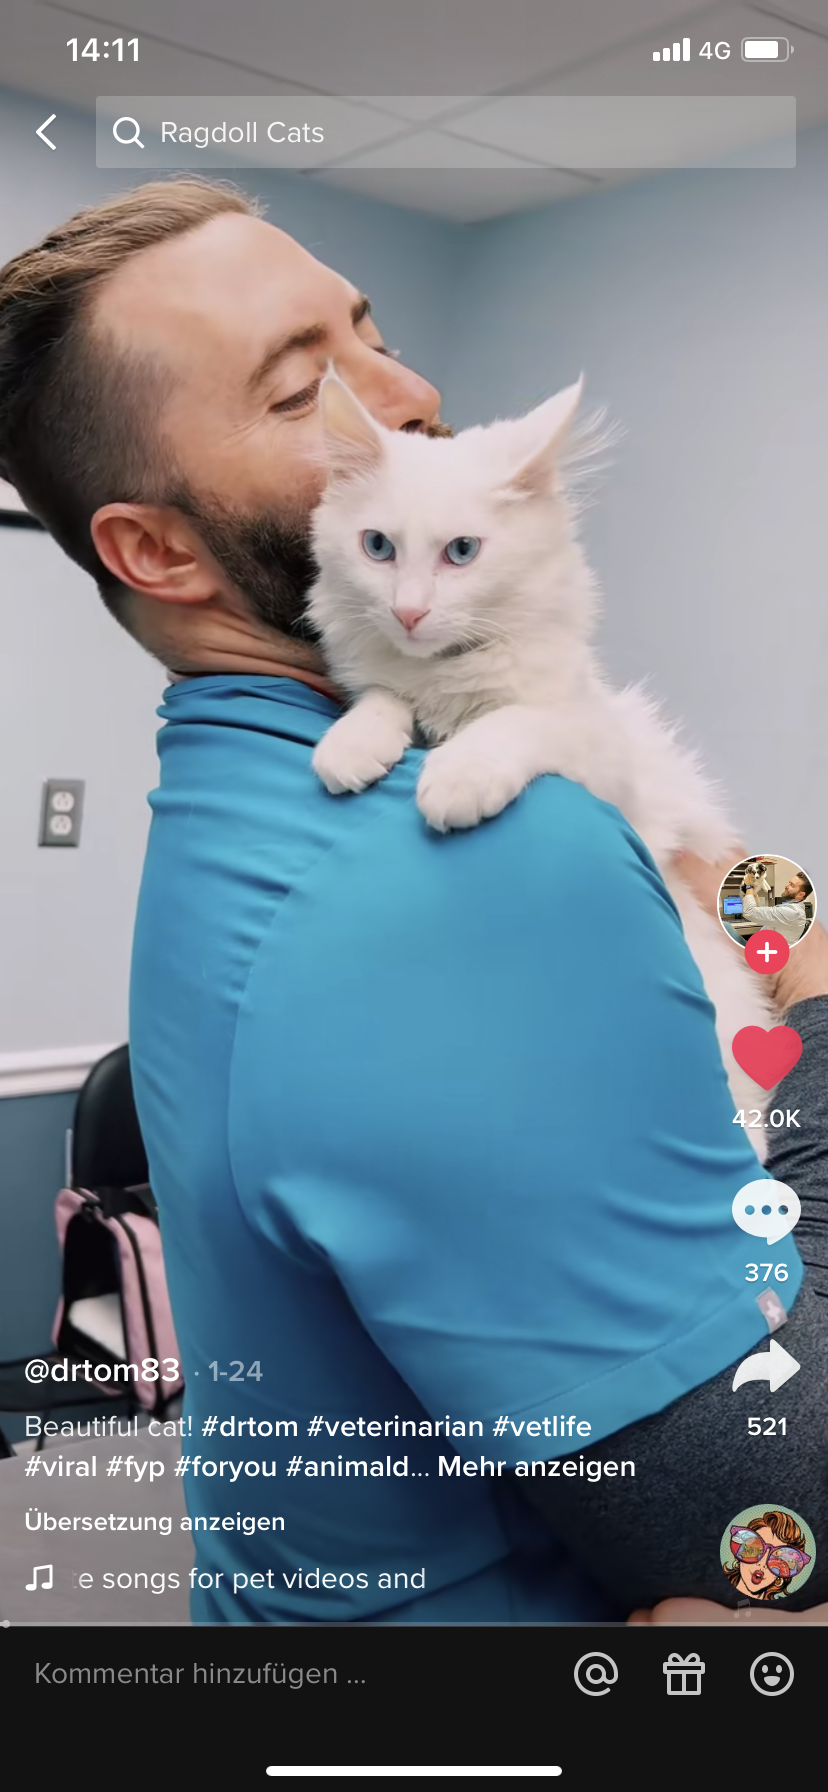 14:11
4G
Ragdoll Cats
42.0K
376
@drtom83 · 1-24
521
Beautiful cat! #drtom #veterinarian #vetlife
#viral #fyp #foryou #animald... Mehr anzeigen
Übersetzung anzeigen
e songs for pet videos and
Kommentar hinzufügen ...